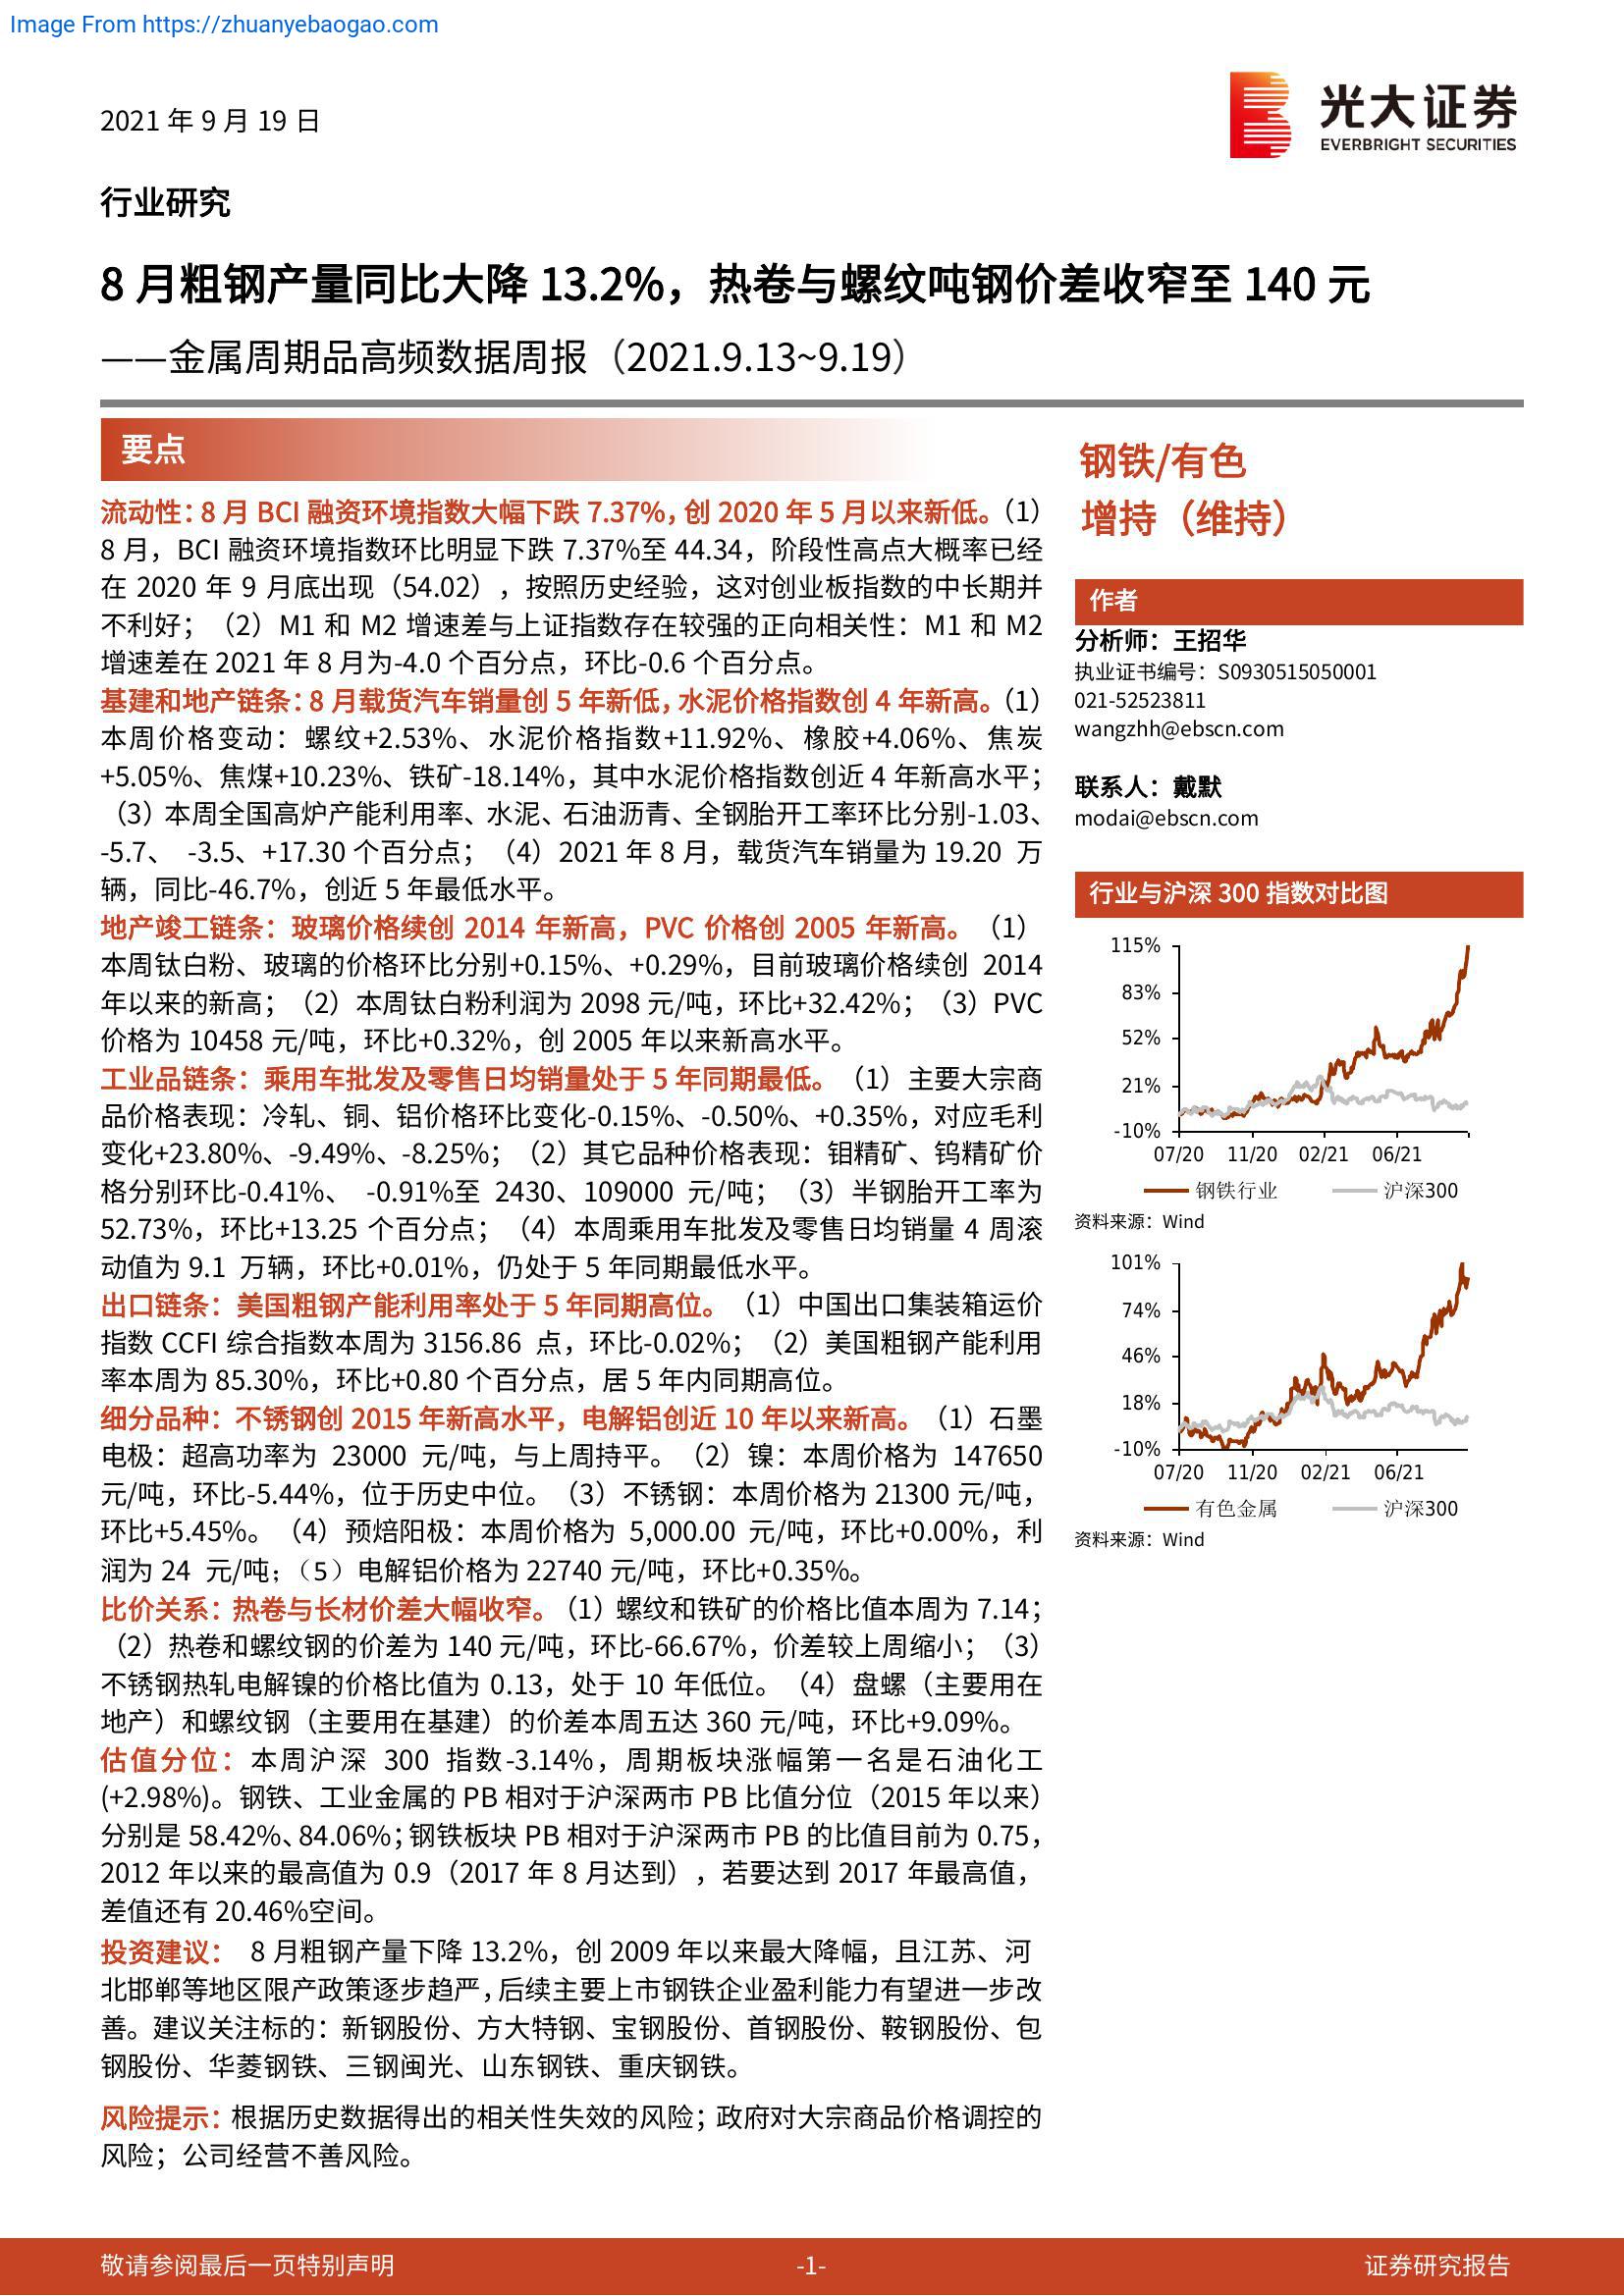 Image From https://zhuanyebaogao.com
2021 年 9 月 19 日
光大证券
EVERBRIGHT SECURITIES
行业研究
8 月粗钢产量同比大降 13.2%，热卷与螺纹吨钢价差收窄至 140 元
——金属周期品高频数据周报（2021.9.13~9.19）
要点
流动性：8 月 BCI 融资环境指数大幅下跌 7.37%，创 2020 年 5 月以来新低。（1）
8 月，BCI 融资环境指数环比明显下跌 7.37%至 44.34，阶段性高点大概率已经
在 2020 年 9 月底出现（54.02），按照历史经验，这对创业板指数的中长期并
不利好；（2）M1 和 M2 增速差与上证指数存在较强的正向相关性：M1 和 M2
增速差在 2021 年 8 月为-4.0 个百分点，环比-0.6 个百分点。
基建和地产链条：8 月载货汽车销量创 5 年新低，水泥价格指数创 4 年新高。（1）
本周价格变动：螺纹+2.53%、水泥价格指数+11.92%、橡胶+4.06%、焦炭
+5.05%、焦煤+10.23%、铁矿-18.14%，其中水泥价格指数创近 4 年新高水平；
（3）本周全国高炉产能利用率、水泥、石油沥青、全钢胎开工率环比分别-1.03、
-5.7、 -3.5、+17.30 个百分点；（4）2021 年 8 月，载货汽车销量为 19.20 万
辆，同比-46.7%，创近 5 年最低水平。
地产竣工链条：玻璃价格续创 2014 年新高，PVC 价格创 2005 年新高。（1）
本周钛白粉、玻璃的价格环比分别+0.15%、+0.29%，目前玻璃价格续创 2014
年以来的新高；（2）本周钛白粉利润为 2098 元/吨，环比+32.42%；（3）PVC
价格为 10458 元/吨，环比+0.32%，创 2005 年以来新高水平。
工业品链条：乘用车批发及零售日均销量处于 5 年同期最低。（1）主要大宗商
品价格表现：冷轧、铜、铝价格环比变化-0.15%、-0.50%、+0.35%，对应毛利
变化+23.80%、-9.49%、-8.25%；（2）其它品种价格表现：钼精矿、钨精矿价
格分别环比-0.41%、 -0.91%至 2430、109000 元/吨；（3）半钢胎开工率为
52.73%，环比+13.25 个百分点；（4）本周乘用车批发及零售日均销量 4 周滚
动值为 9.1 万辆，环比+0.01%，仍处于 5 年同期最低水平。
出口链条：美国粗钢产能利用率处于 5 年同期高位。（1）中国出口集装箱运价
指数 CCFI 综合指数本周为 3156.86 点，环比-0.02%；（2）美国粗钢产能利用
率本周为 85.30%，环比+0.80 个百分点，居 5 年内同期高位。
细分品种：不锈钢创 2015 年新高水平，电解铝创近 10 年以来新高。（1）石墨
电极：超高功率为 23000 元/吨，与上周持平。（2）镍：本周价格为 147650
元/吨，环比-5.44%，位于历史中位。（3）不锈钢：本周价格为 21300 元/吨，
环比+5.45%。（4）预焙阳极：本周价格为 5,000.00 元/吨，环比+0.00%，利
润为 24 元/吨；（5）电解铝价格为 22740 元/吨，环比+0.35%。
比价关系：热卷与长材价差大幅收窄。（1）螺纹和铁矿的价格比值本周为 7.14；
（2）热卷和螺纹钢的价差为 140 元/吨，环比-66.67%，价差较上周缩小；（3）
不锈钢热轧电解镍的价格比值为 0.13，处于 10 年低位。（4）盘螺（主要用在
地产）和螺纹钢（主要用在基建）的价差本周五达 360 元/吨，环比+9.09%。
估值分位：本周沪深 300 指数-3.14%，周期板块涨幅第一名是石油化工
(+2.98%)。钢铁、工业金属的 PB 相对于沪深两市 PB 比值分位（2015 年以来）
分别是 58.42%、84.06%；钢铁板块 PB 相对于沪深两市 PB 的比值目前为 0.75，
2012 年以来的最高值为 0.9（2017 年 8 月达到），若要达到 2017 年最高值，
差值还有 20.46%空间。
投资建议： 8 月粗钢产量下降 13.2%，创 2009 年以来最大降幅，且江苏、河
北邯郸等地区限产政策逐步趋严，后续主要上市钢铁企业盈利能力有望进一步改
善。建议关注标的：新钢股份、方大特钢、宝钢股份、首钢股份、鞍钢股份、包
钢股份、华菱钢铁、三钢闽光、山东钢铁、重庆钢铁。
风险提示：根据历史数据得出的相关性失效的风险；政府对大宗商品价格调控的
风险；公司经营不善风险。
钢铁/有色
增持（维持）
作者
分析师：王招华
执业证书编号：S0930515050001
021-52523811
wangzhh@ebscn.com
联系人：戴默
modai@ebscn.com
行业与沪深 300 指数对比图
115%
83%
52%
21%
-10%
07/20 11/20 02/21 06/21
钢铁行业 沪深300
资料来源：Wind
101%
74%
46%
18%
-10%
07/20 11/20 02/21 06/21
有色金属 沪深300
资料来源：Wind
敬请参阅最后一页特别声明 -1- 证券研究报告